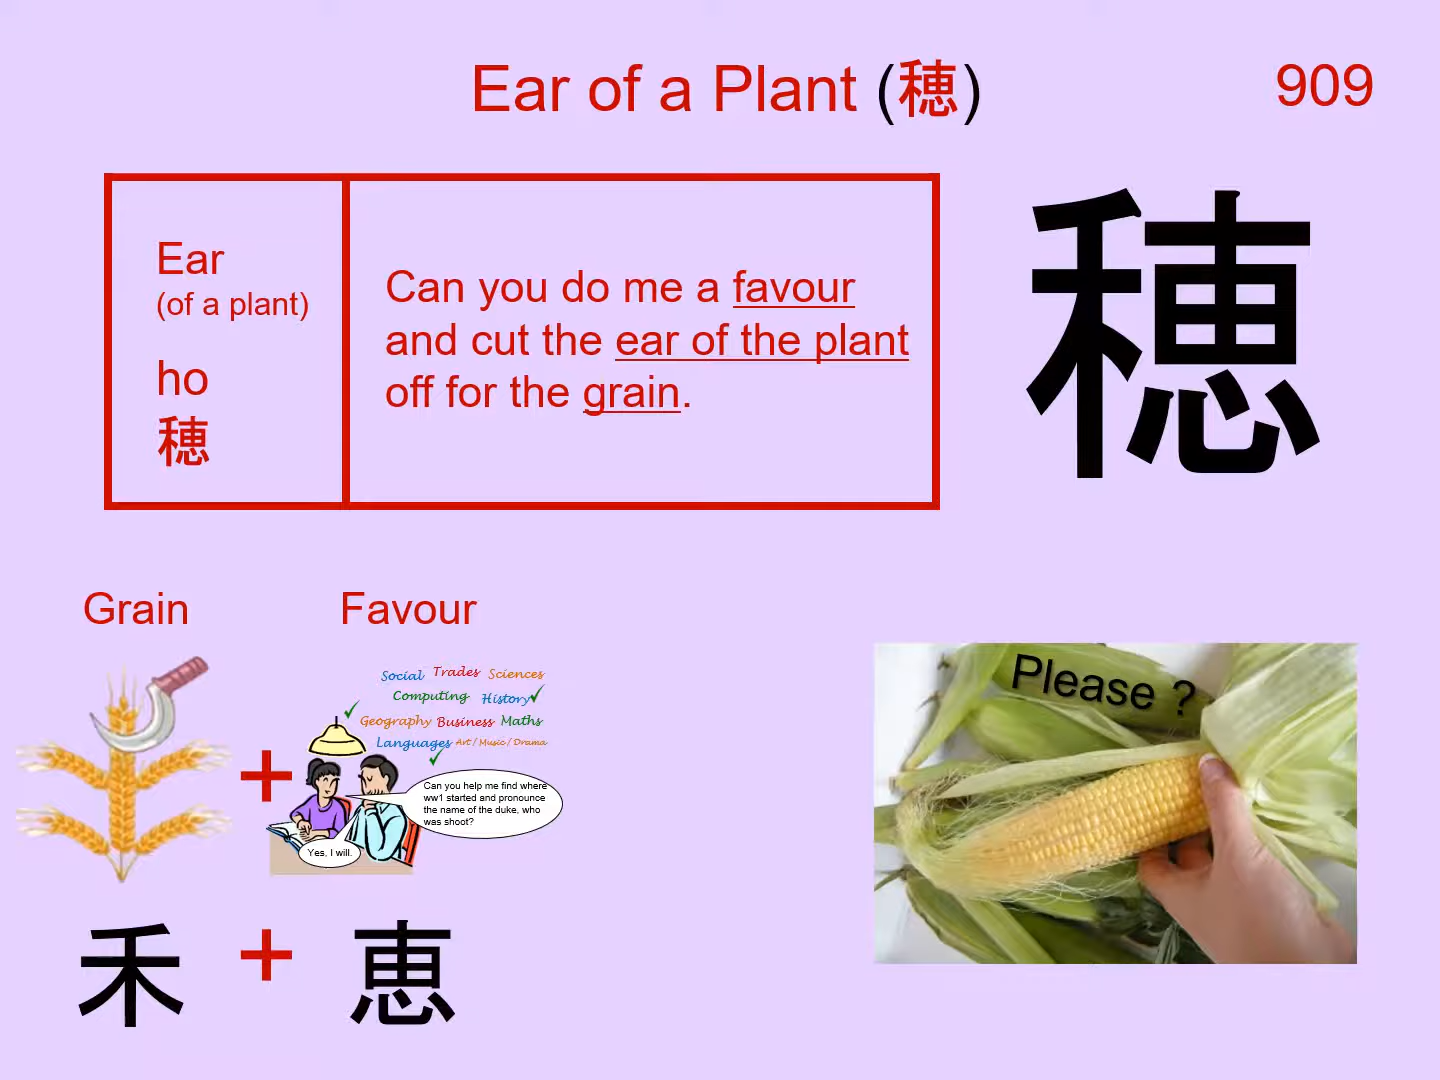 Ear of a Plant (穂)
909
Ear
(of a plant)
ho
穂
Can you do me a favour
and cut the ear of the plant
off for the grain.
穂
Grain
Favour
Social Trades Sciences
Computing History
Geography Business Maths
Languages Art / Music / Drama
+
Can you help me find where
ww1 started and pronounce
the name of the duke, who
was shoot?
Yes, I will.
Please ?
禾 + 恵